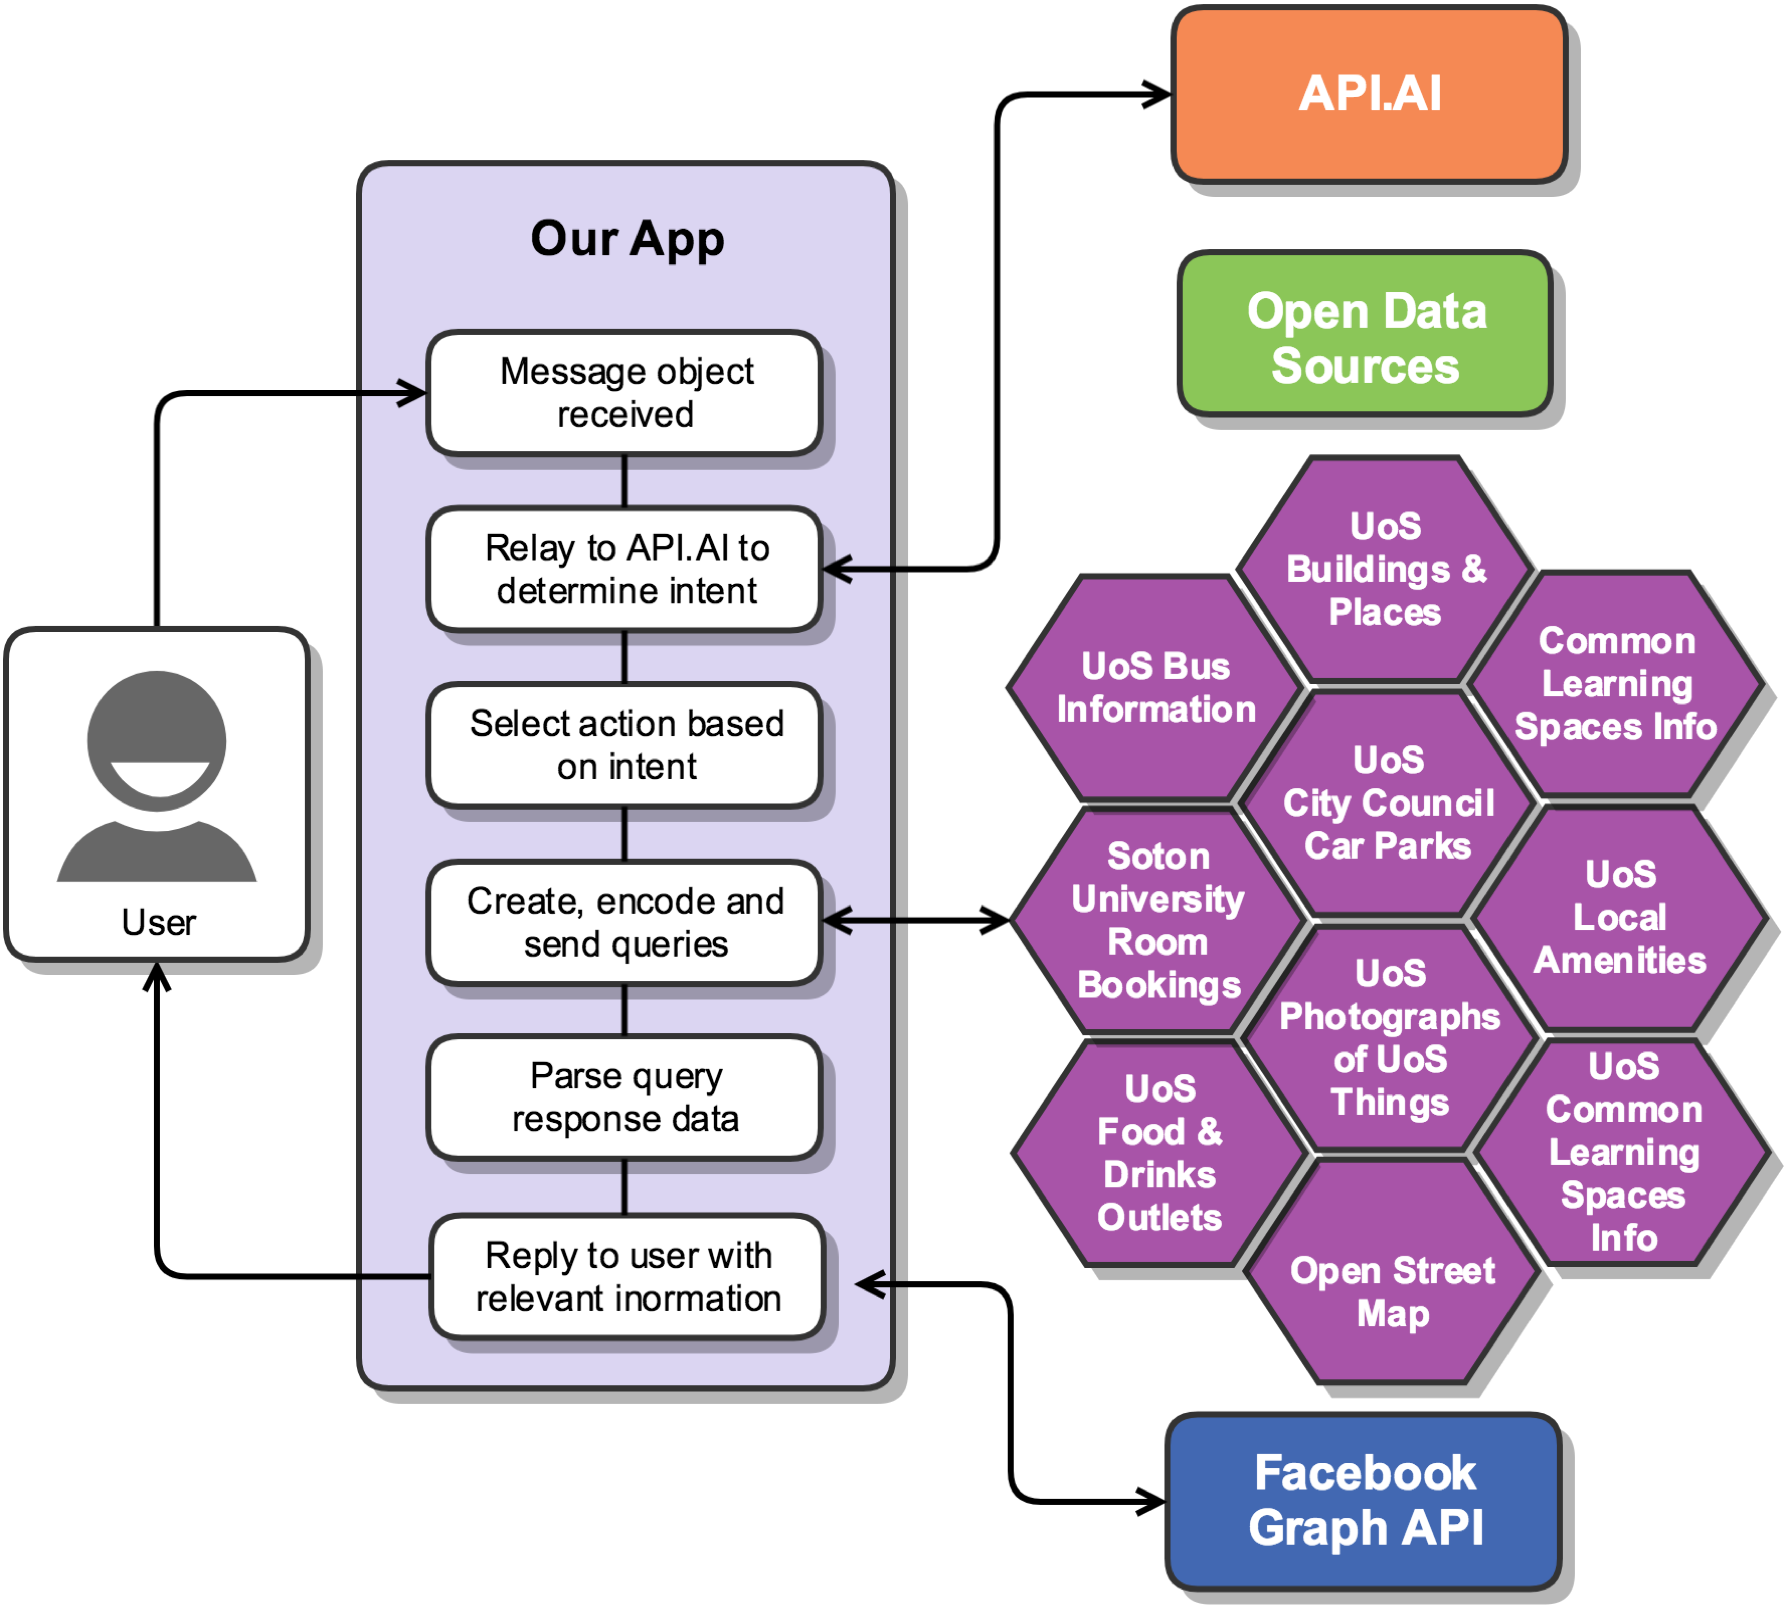 API.AI
Our App
Open Data
Sources
Message object
received
Relay to API.AI to
determine intent
Select action based
on intent
Create, encode and
send queries
Parse query
response data
Reply to user with
relevant inormation
User
UoS
Buildings &
Places
UoS Bus
Information
Common
Learning
Spaces Info
UoS
City Council
Car Parks
Soton
University
Room
Bookings
UoS
Local
Amenities
UoS
Photographs
of UoS
Things
UoS
Food &
Drinks
Outlets
UoS
Common
Learning
Spaces
Info
Open Street
Map
Facebook
Graph API